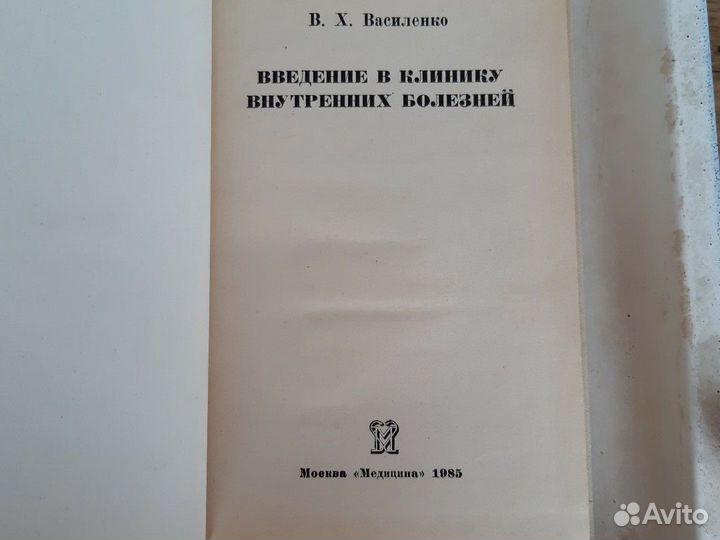 В. Х. Василенко
ВВЕДЕНИЕ В КЛИНИКУ
ВНУТРЕННИХ БОЛЕЗНЕЙ
М
Москва «Медицина» 1985
Avito